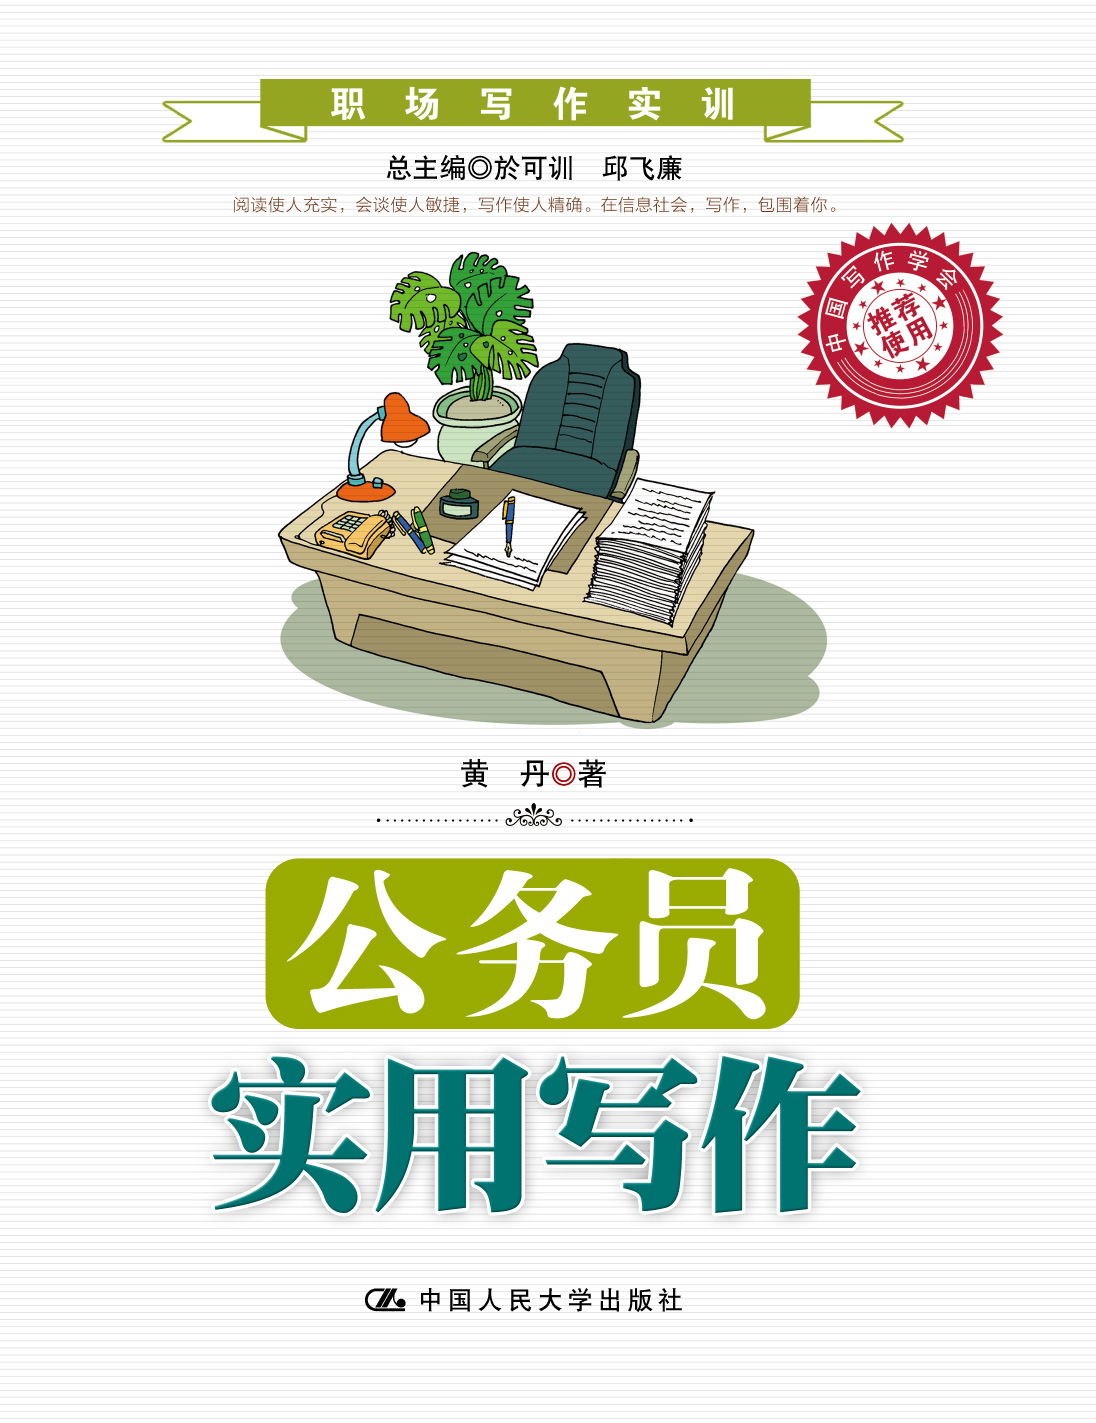 职场写作实训
总主编◎於可训　邱飞廉
阅读使人充实，会谈使人敏捷，写作使人精确。在信息社会，写作，包围着你。
中国写作学会
推荐
使用
黄　丹◎著
公务员
实用写作
中国人民大学出版社